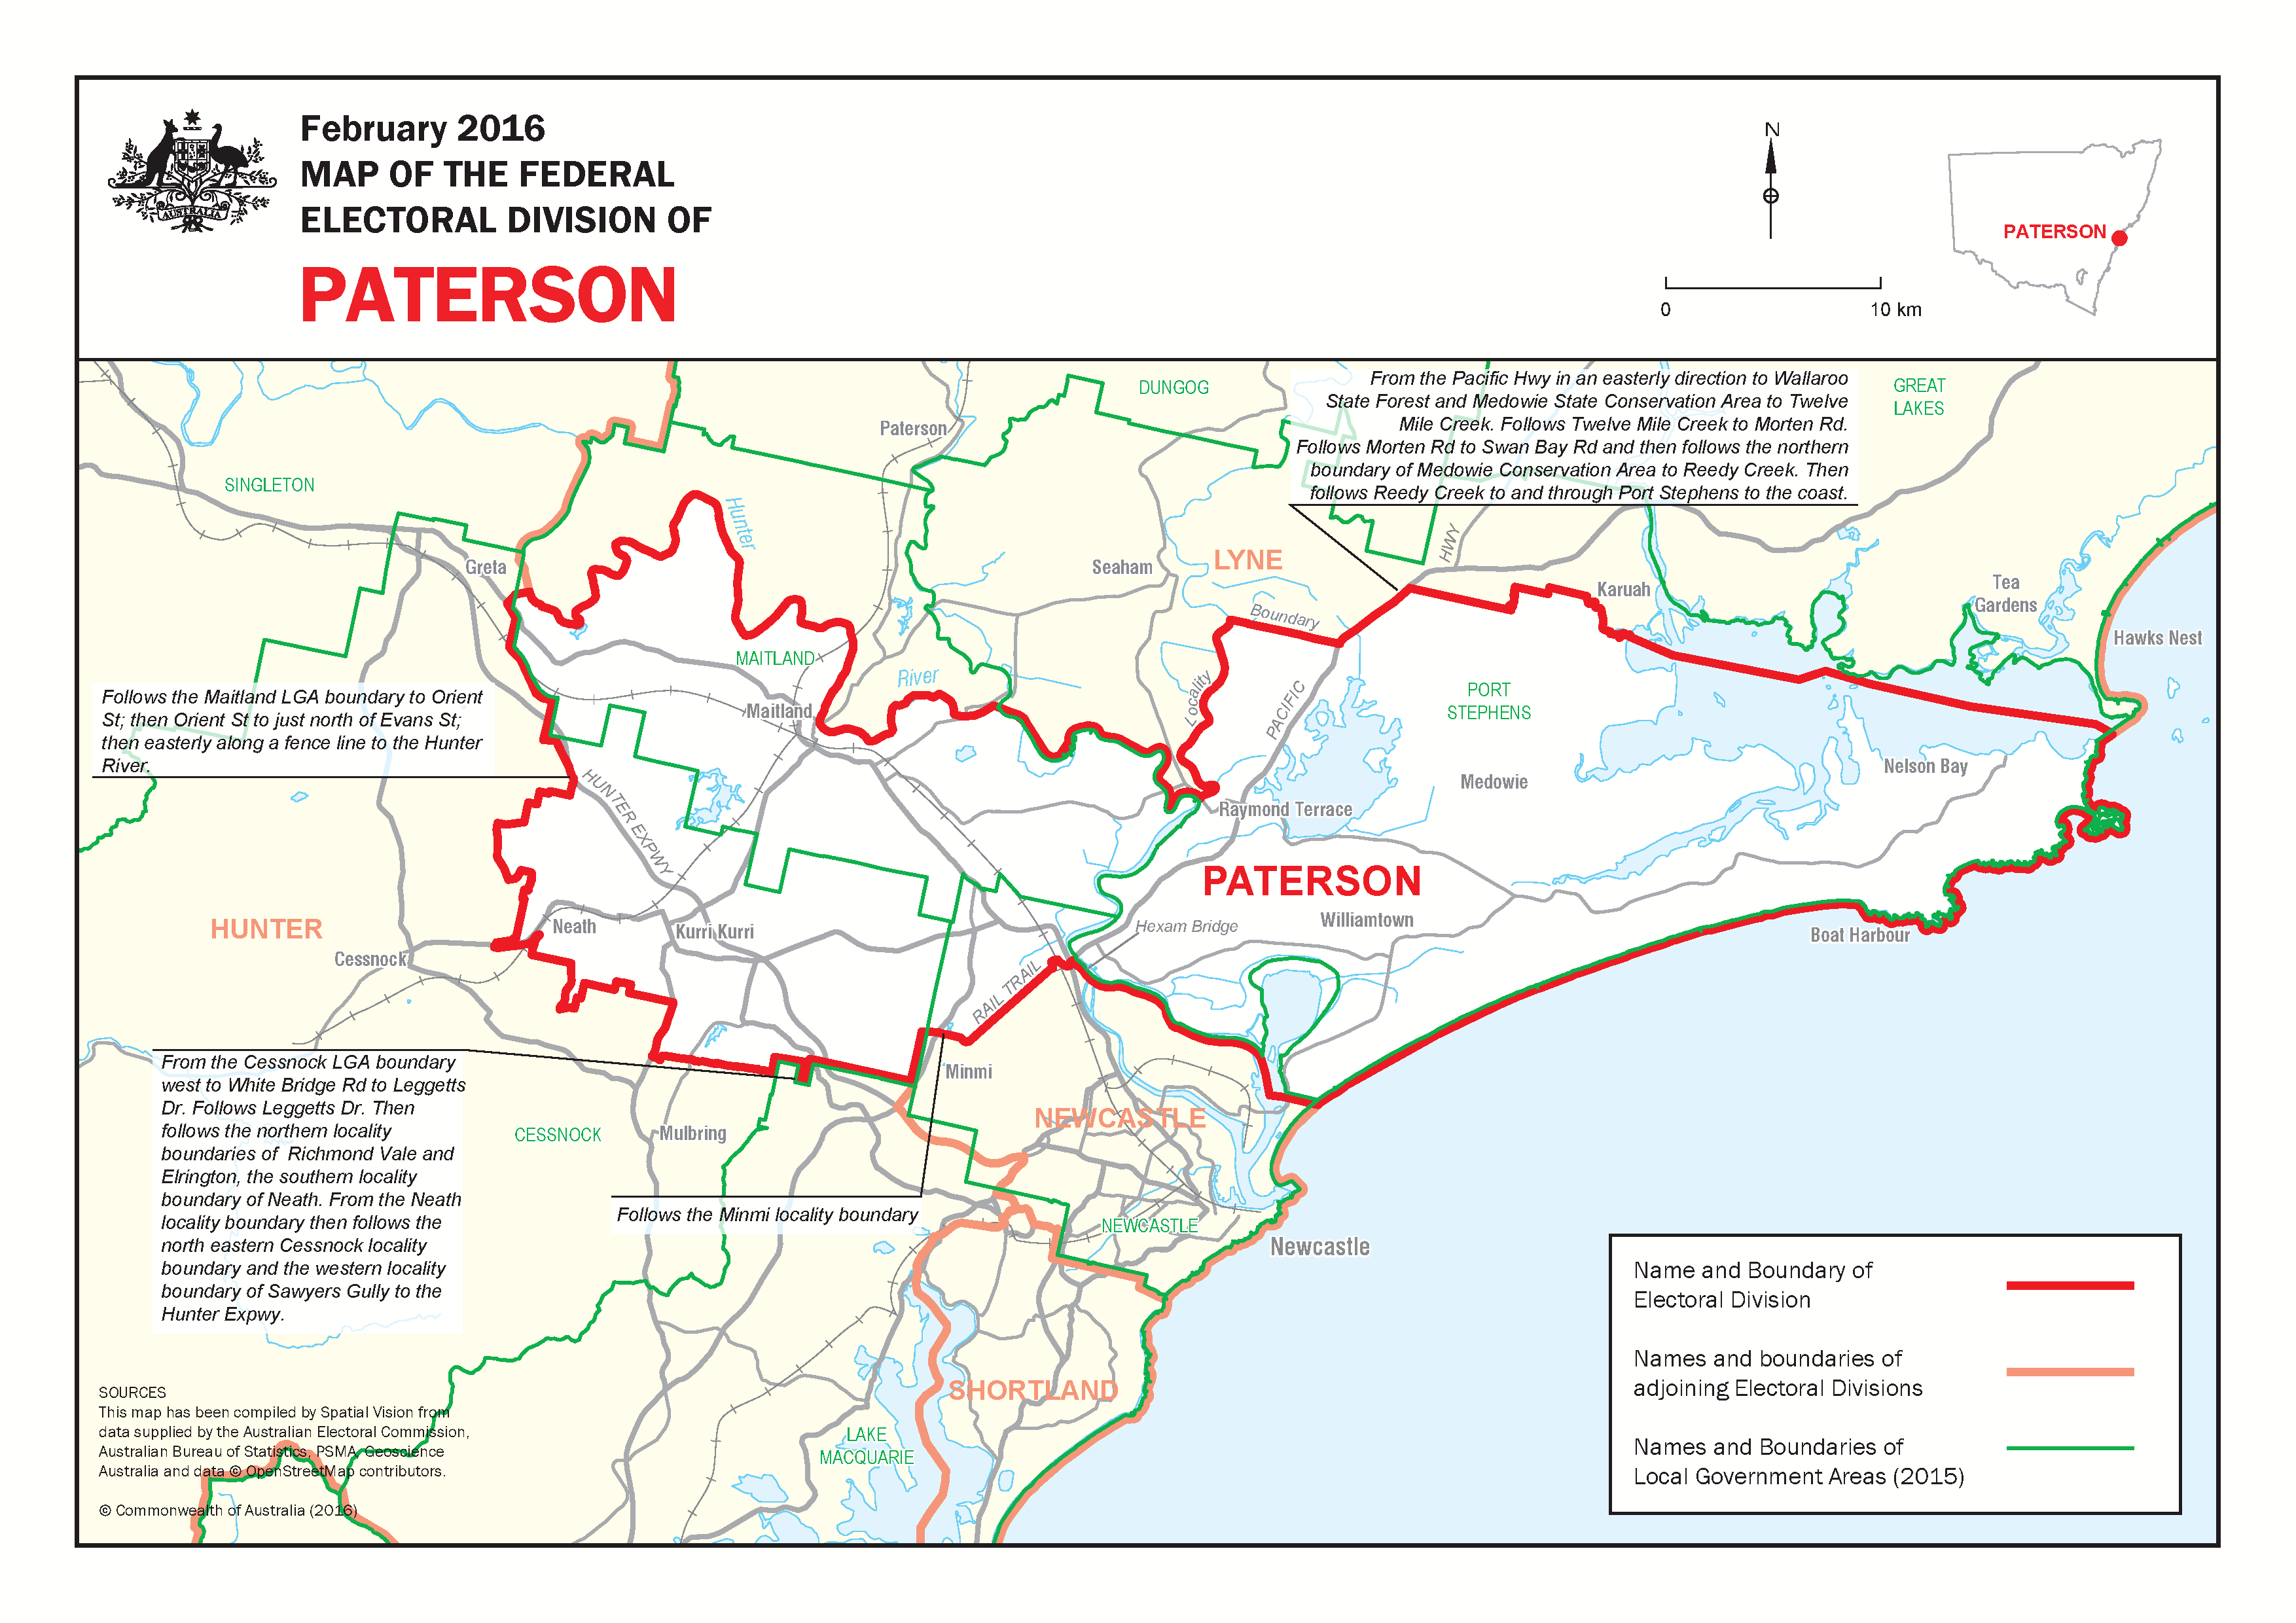 February 2016
MAP OF THE FEDERAL
ELECTORAL DIVISION OF
PATERSON
AUSTRALIA
N
0
10 km
PATERSON
DUNGOG
From the Pacific Hwy in an easterly direction to Wallaroo
State Forest and Medowie State Conservation Area to Twelve
Mile Creek. Follows Twelve Mile Creek to Morten Rd.
Follows Morten Rd to Swan Bay Rd and then follows the northern
boundary of Medowie Conservation Area to Reedy Creek. Then
follows Reedy Creek to and through Port Stephens to the coast.
GREAT
LAKES
Paterson
SINGLETON
Hunter
HWY
Greta
Seaham
LYNE
Karuah
Tea
Gardens
Boundary
Hawks Nest
MAITLAND
River
Locality
PACIFIC
PORT
STEPHENS
Follows the Maitland LGA boundary to Orient
St; then Orient St to just north of Evans St;
then easterly along a fence line to the Hunter
River.
Maitland
Nelson Bay
Medowie
HUNTER EXPWY
Raymond Terrace
PATERSON
HUNTER
Neath
Kurri Kurri
Hexam Bridge
Williamtown
Boat Harbour
Cessnock
RAIL TRAIL
From the Cessnock LGA boundary
west to White Bridge Rd to Leggetts
Dr. Follows Leggetts Dr. Then
follows the northern locality
boundaries of Richmond Vale and
Elrington, the southern locality
boundary of Neath. From the Neath
locality boundary then follows the
north eastern Cessnock locality
boundary and the western locality
boundary of Sawyers Gully to the
Hunter Expwy.
Minmi
NEWCASTLE
CESSNOCK
Mulbring
Follows the Minmi locality boundary
NEWCASTLE
Newcastle
Name and Boundary of
Electoral Division
Names and boundaries of
adjoining Electoral Divisions
Names and Boundaries of
Local Government Areas (2015)
SHORTLAND
LAKE
MACQUARIE
SOURCES
This map has been compiled by Spatial Vision from
data supplied by the Australian Electoral Commission,
Australian Bureau of Statistics, PSMA, Geoscience
Australia and data © OpenStreetMap contributors.
© Commonwealth of Australia (2016)